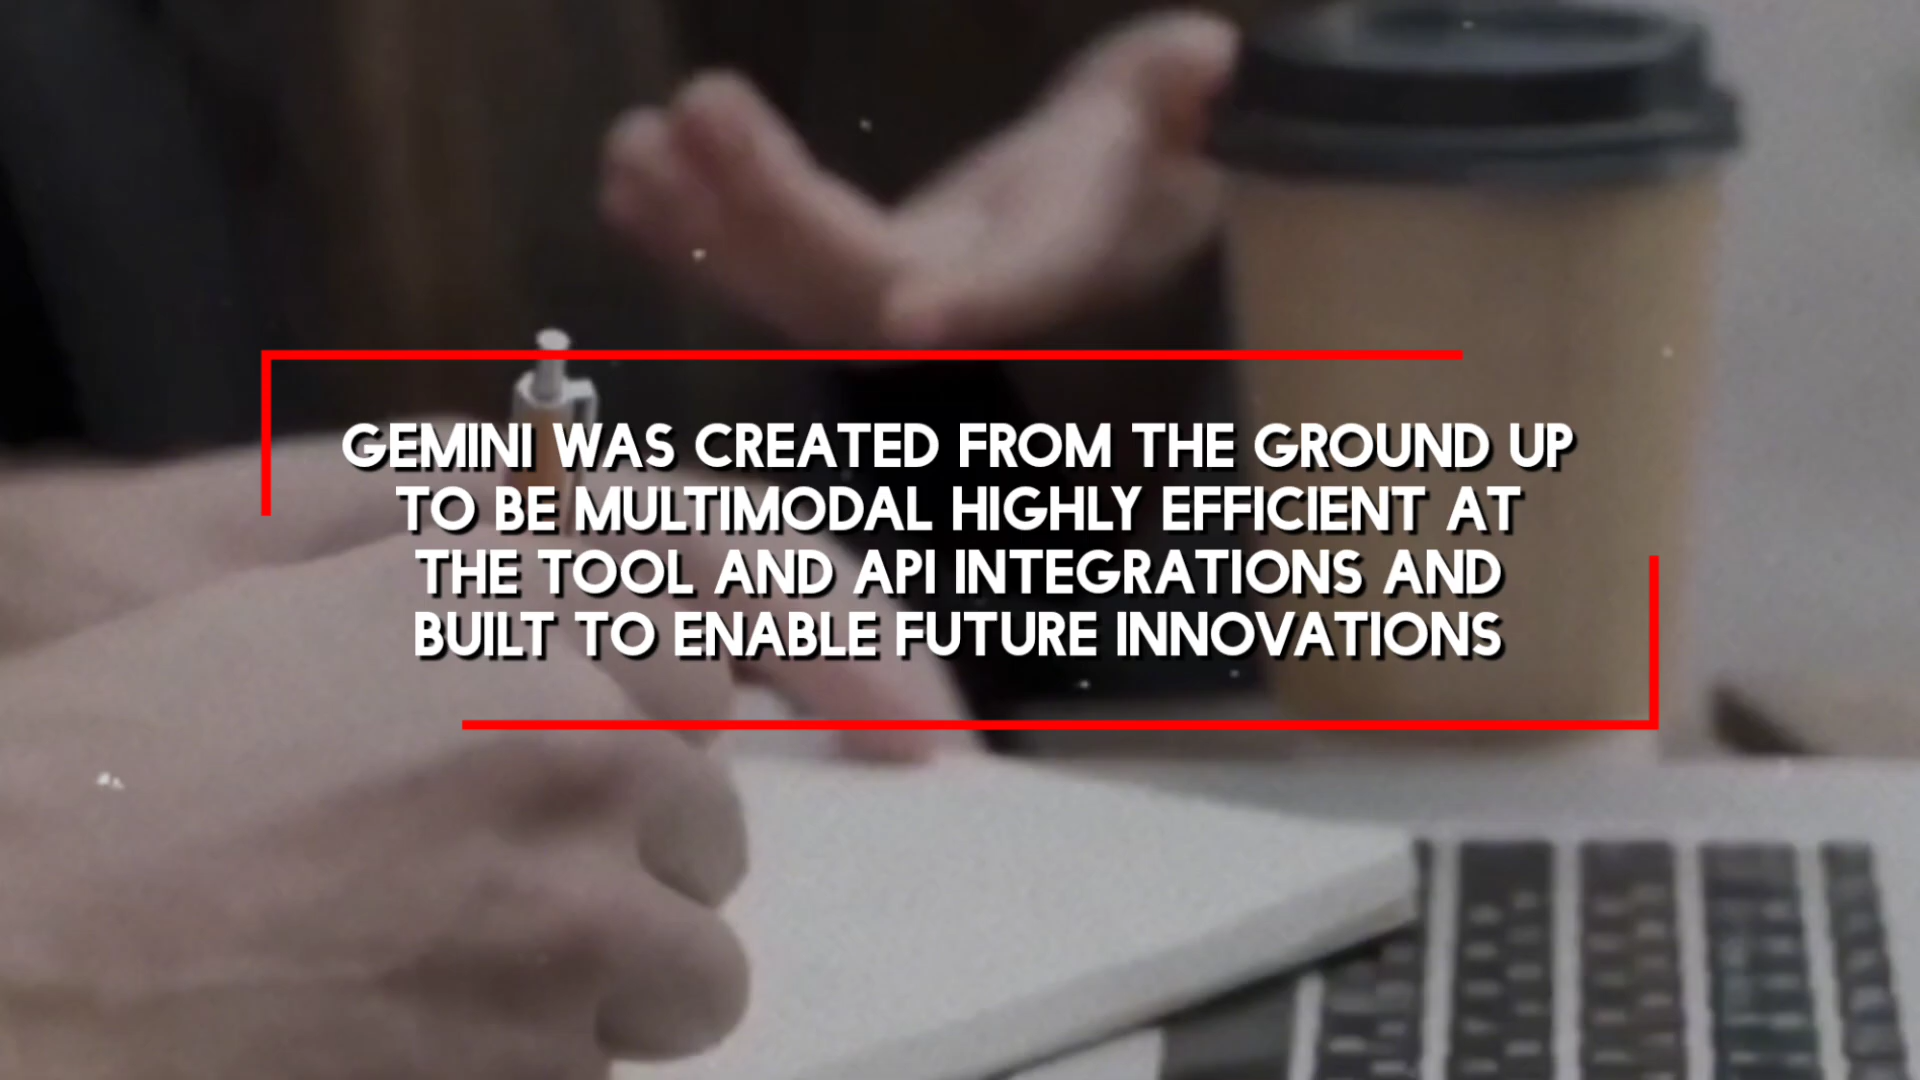 GEMINI WAS CREATED FROM THE GROUND UP
TO BE MULTIMODAL HIGHLY EFFICIENT AT
THE TOOL AND API INTEGRATIONS AND
BUILT TO ENABLE FUTURE INNOVATIONS